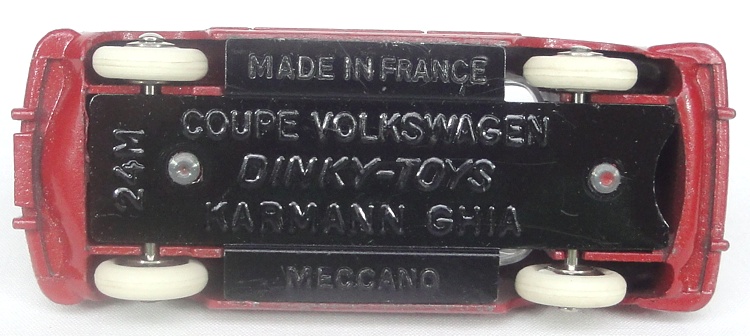 MADE IN FRANCE
24M
COUPE VOLKSWAGEN
DINKY-TOYS
KARMANN GHIA
MECCANO